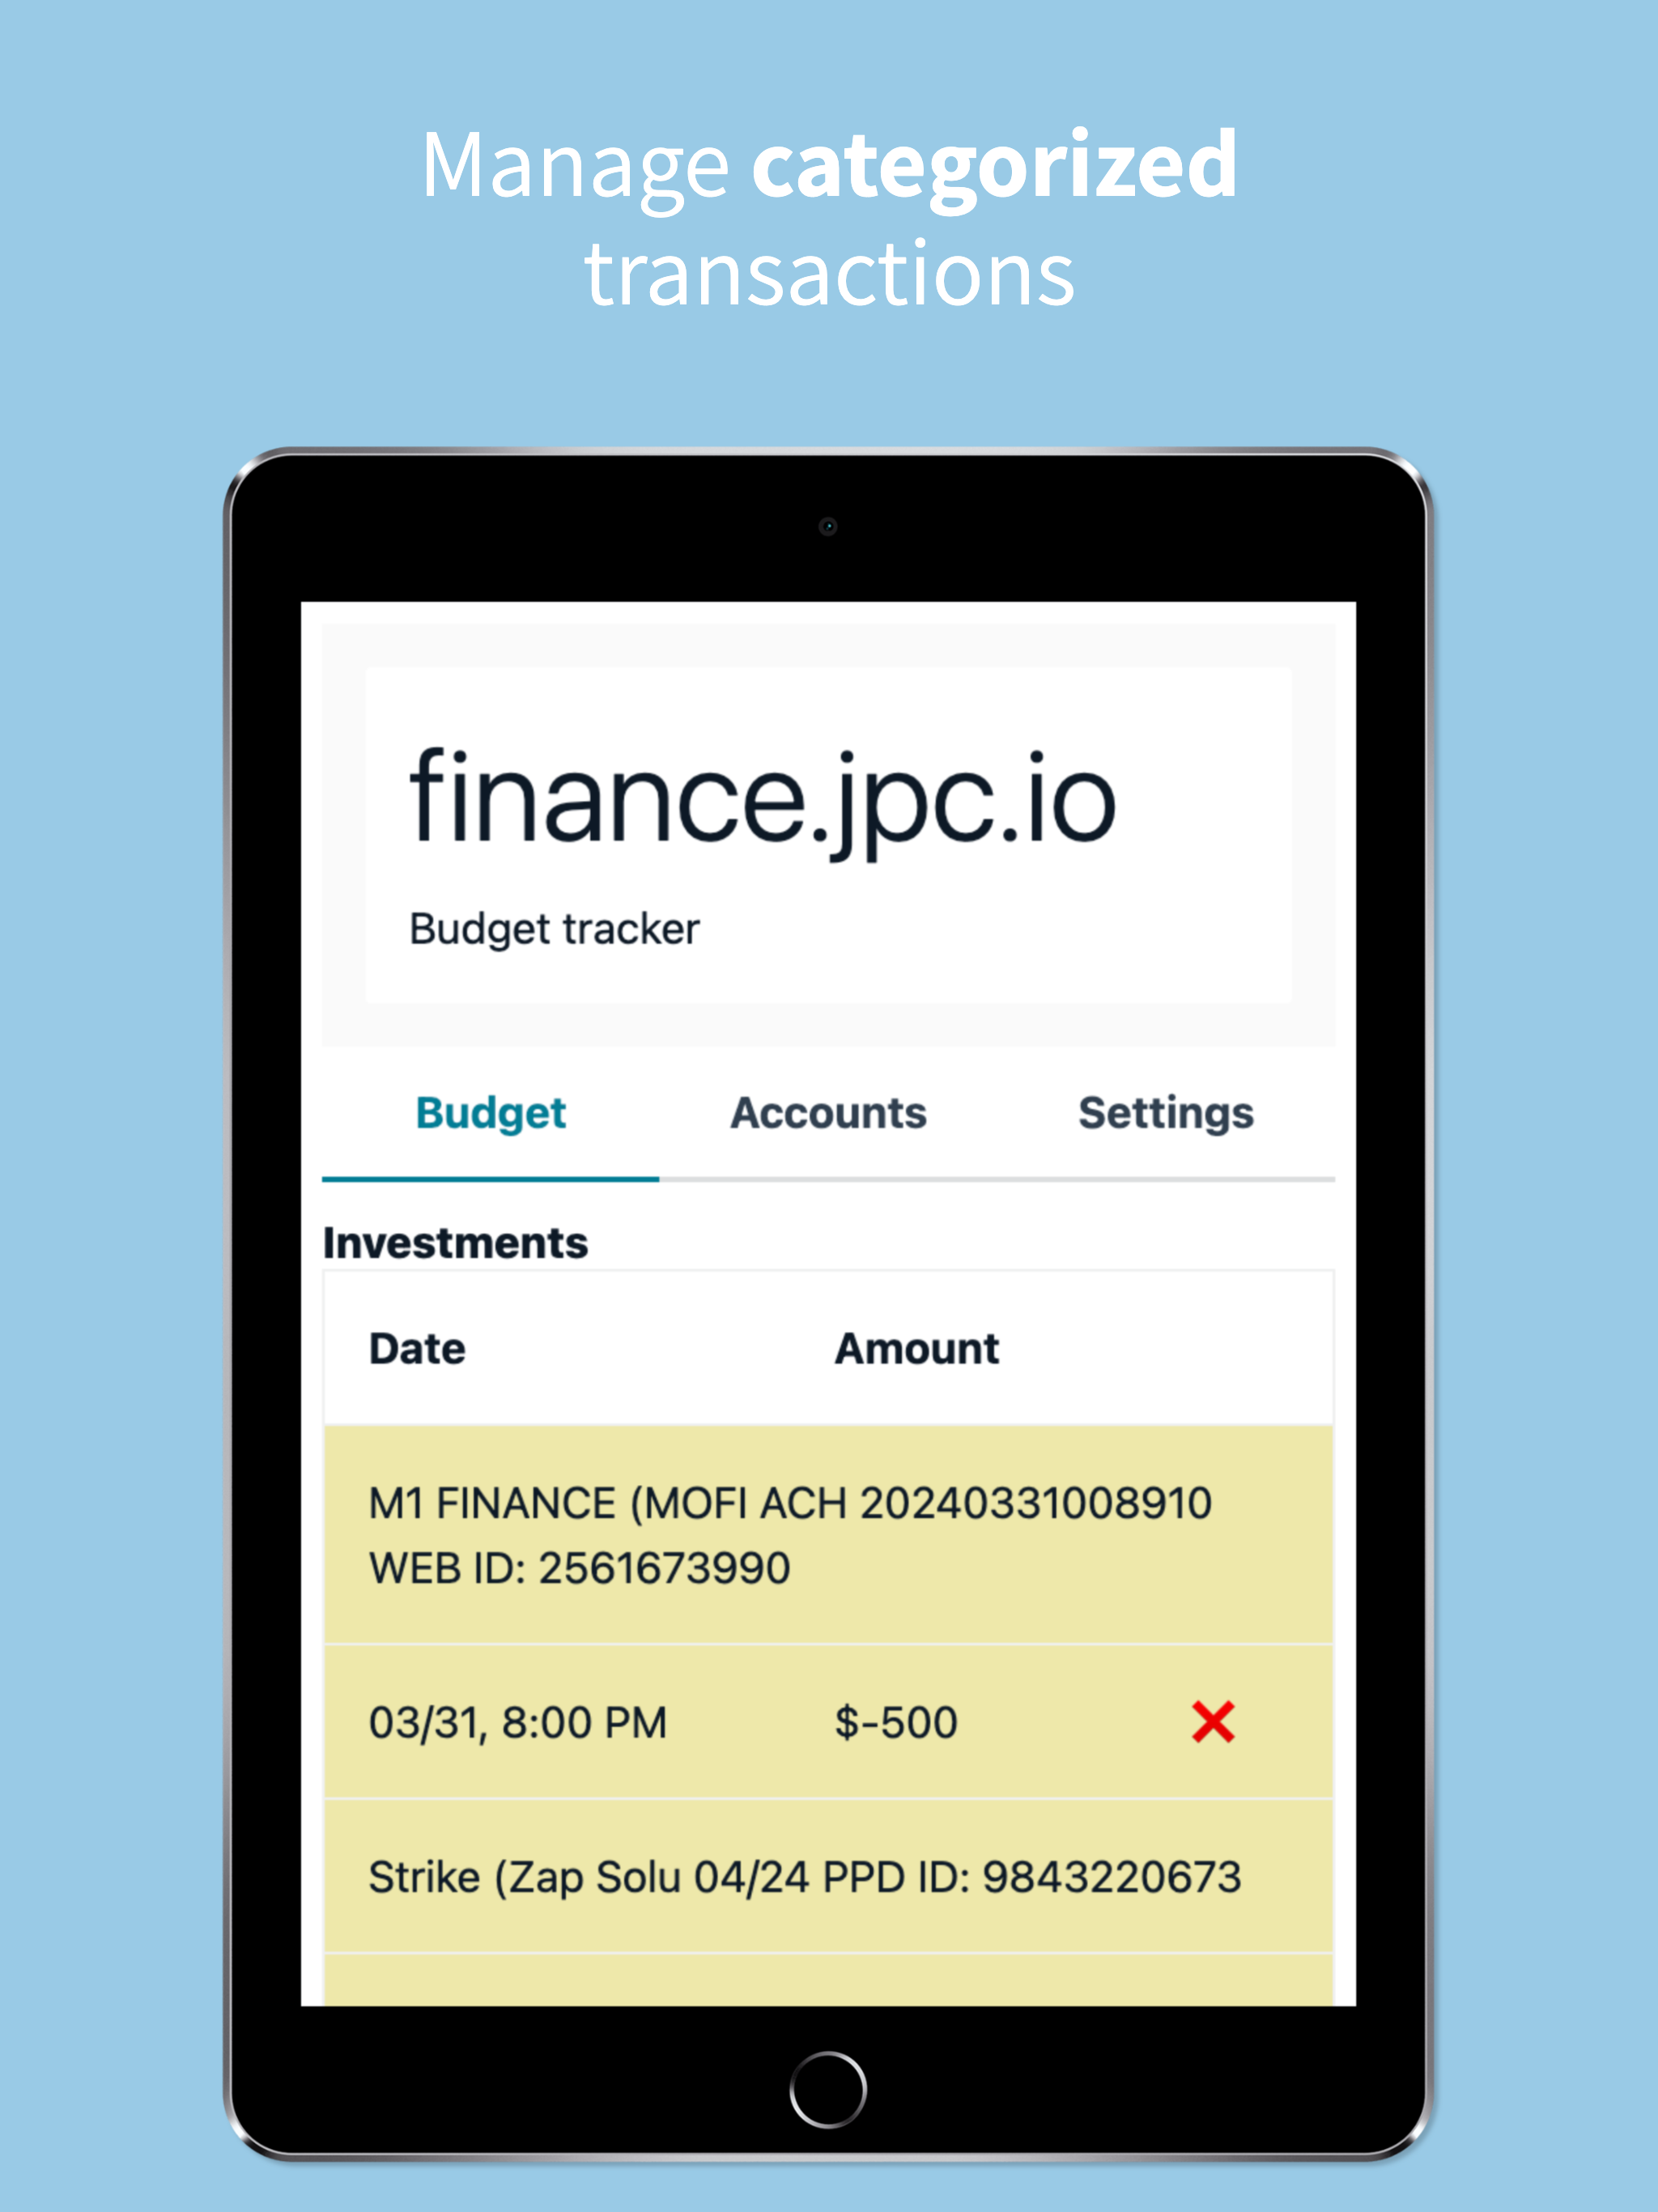 Manage categorized
transactions
finance.jpc.io
Budget tracker
Budget Accounts Settings
Investments
Date Amount
M1 FINANCE (MOFI ACH 20240331008910
WEB ID: 2561673990
03/31, 8:00 PM $-500 ❌
Strike (Zap Solu 04/24 PPD ID: 9843220673